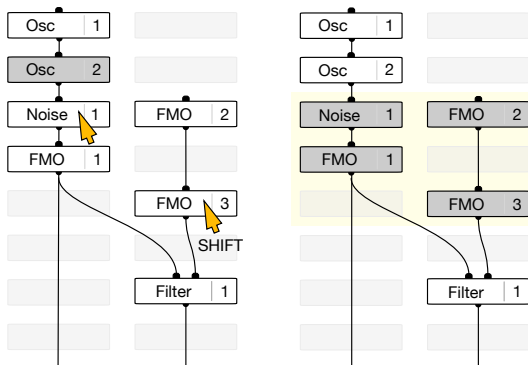 Osc 1
Osc 2
Noise 1
FMO 2
FMO 1
FMO 3
SHIFT
Filter 1
Osc 1
Osc 2
Noise 1
FMO 2
FMO 1
FMO 3
Filter 1